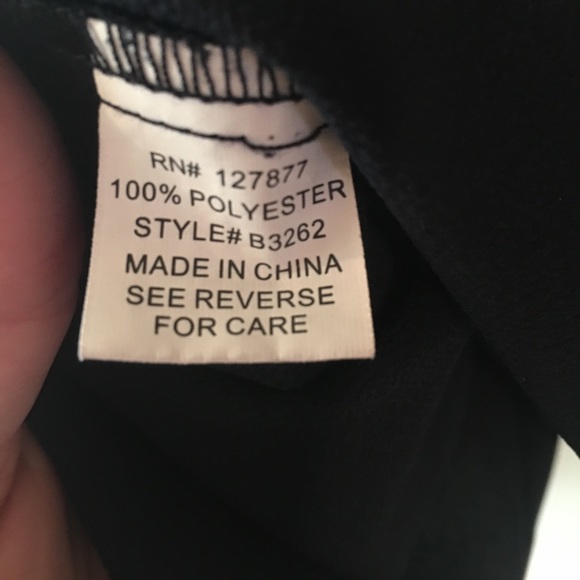 RN# 127877
100% POLYESTER
STYLE# B3262
MADE IN CHINA
SEE REVERSE
FOR CARE